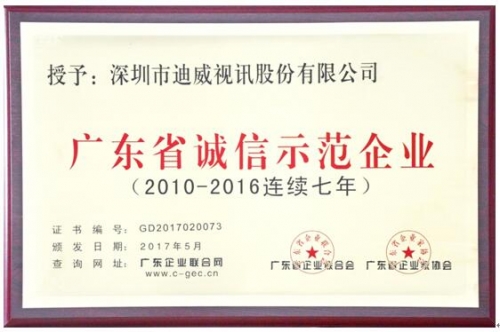 授予：深圳市迪威视讯股份有限公司
广东省诚信示范企业
（2010-2016连续七年）
证书编号：GD2017020073
颁发日期：2017年5月
查询网址：广东企业联合网
www.c-gec.cn
广东省企业联合会 广东省企业家协会